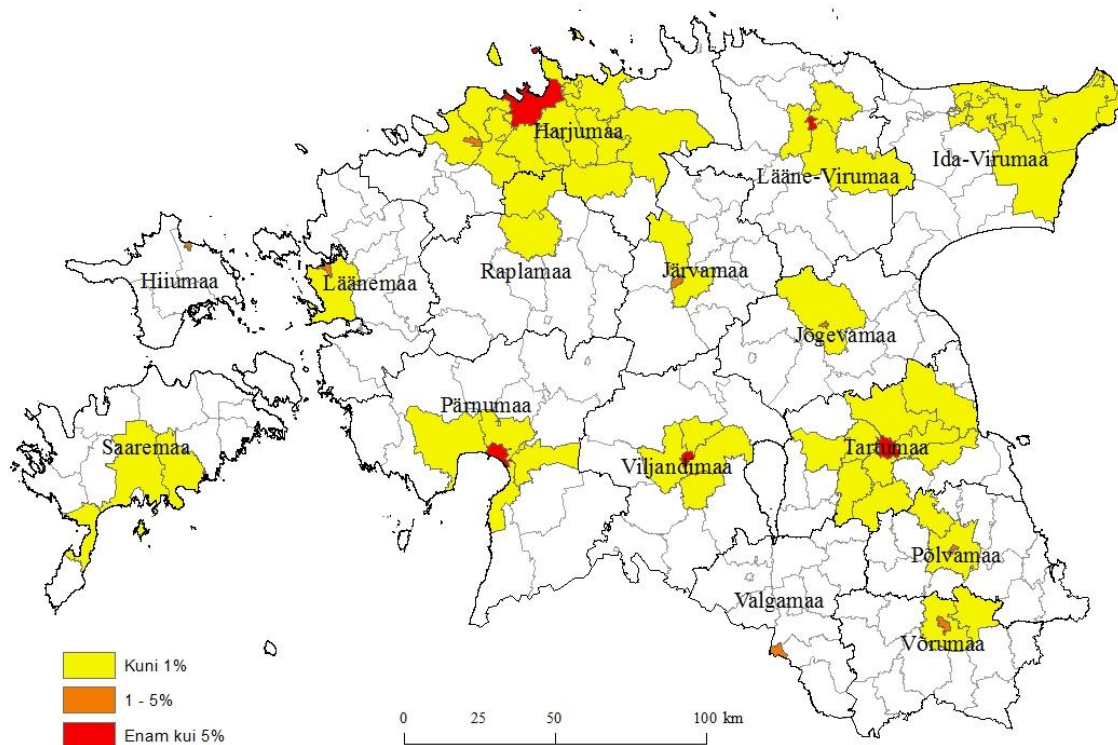 Harjumaa
Ida-Virumaa
Lääne-Virumaa
Hiiumaa
Läänemaa
Raplamaa
Järvamaa
Jõgevamaa
Pärnumaa
Saaremaa
Viljandimaa
Tartumaa
Põlvamaa
Valgamaa
Võrumaa
Kuni 1%
1 - 5%
Enam kui 5%
0 25 50 100 km